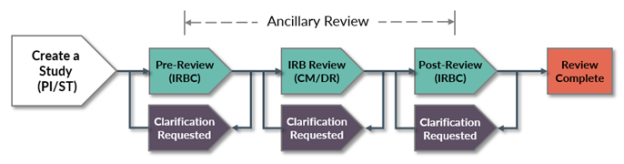 Ancillary Review
Create a
Study
(PI/ST)
Pre-Review
(IRBC)
IRB Review
(CM/DR)
Post-Review
(IRBC)
Review
Complete
Clarification
Requested
Clarification
Requested
Clarification
Requested